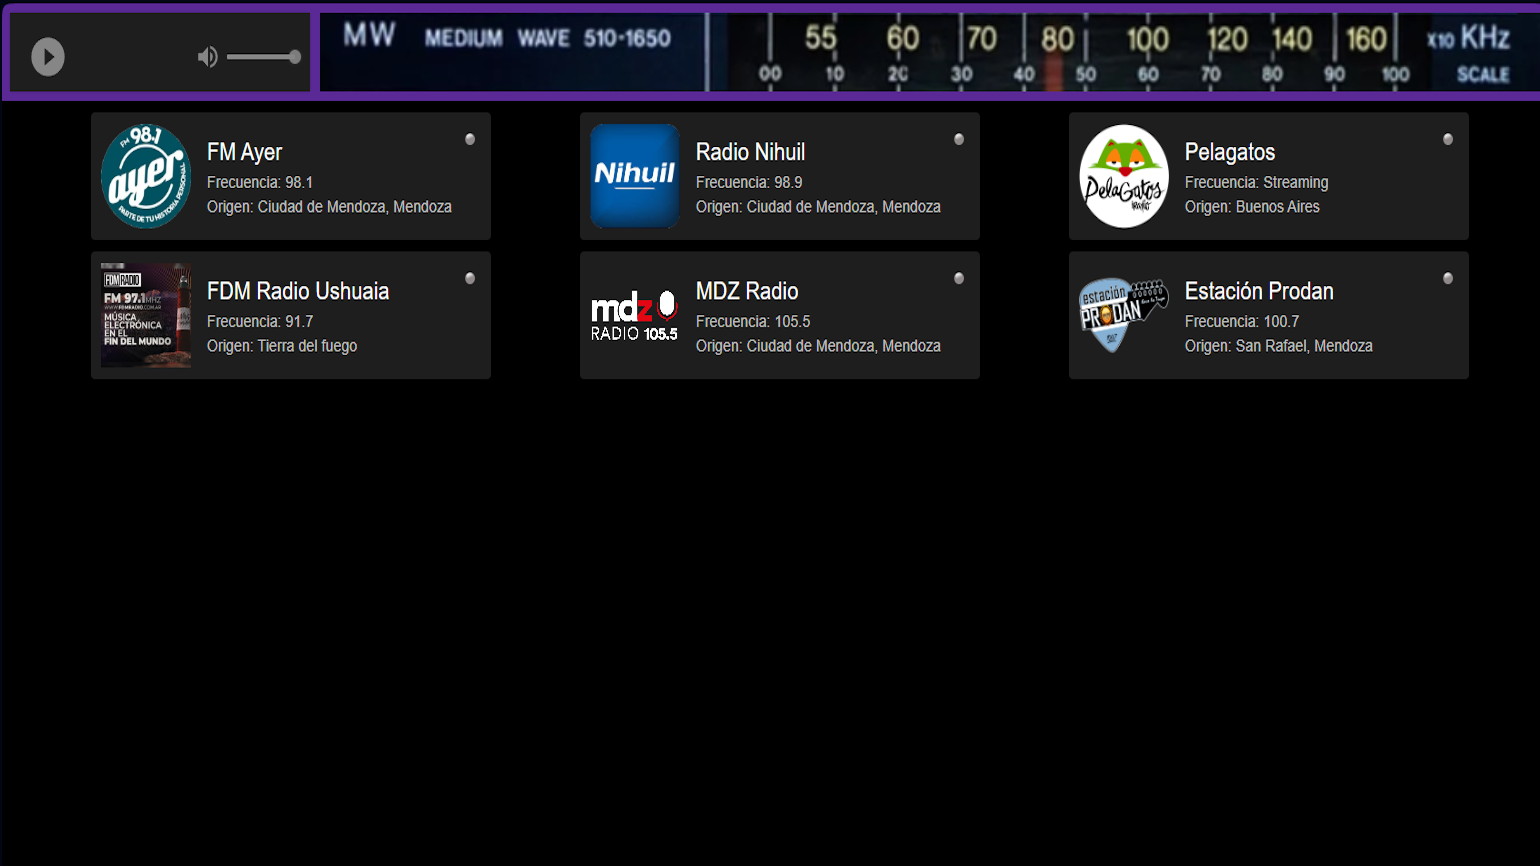 MW MEDIUM WAVE 510-1650
55 60 70 80 100 120 140 160 x10 KHz
00 10 20 30 40 50 60 70 80 90 100 SCALE
FM 98.1
ayer
PARTE DE TU HISTORIA PERSONAL
FM Ayer
Frecuencia: 98.1
Origen: Ciudad de Mendoza, Mendoza
Nihuil
Radio Nihuil
Frecuencia: 98.9
Origen: Ciudad de Mendoza, Mendoza
PelaGatos
Radio
Pelagatos
Frecuencia: Streaming
Origen: Buenos Aires
FDM RADIO
FM 97.1MHZ
WWW.FDMRADIO.COM.AR
MÚSICA
ELECTRÓNICA
EN EL
FIN DEL MUNDO
FDM Radio Ushuaia
Frecuencia: 91.7
Origen: Tierra del fuego
mdz
RADIO 105.5
MDZ Radio
Frecuencia: 105.5
Origen: Ciudad de Mendoza, Mendoza
estación
PRODAN
Estación Prodan
Frecuencia: 100.7
Origen: San Rafael, Mendoza